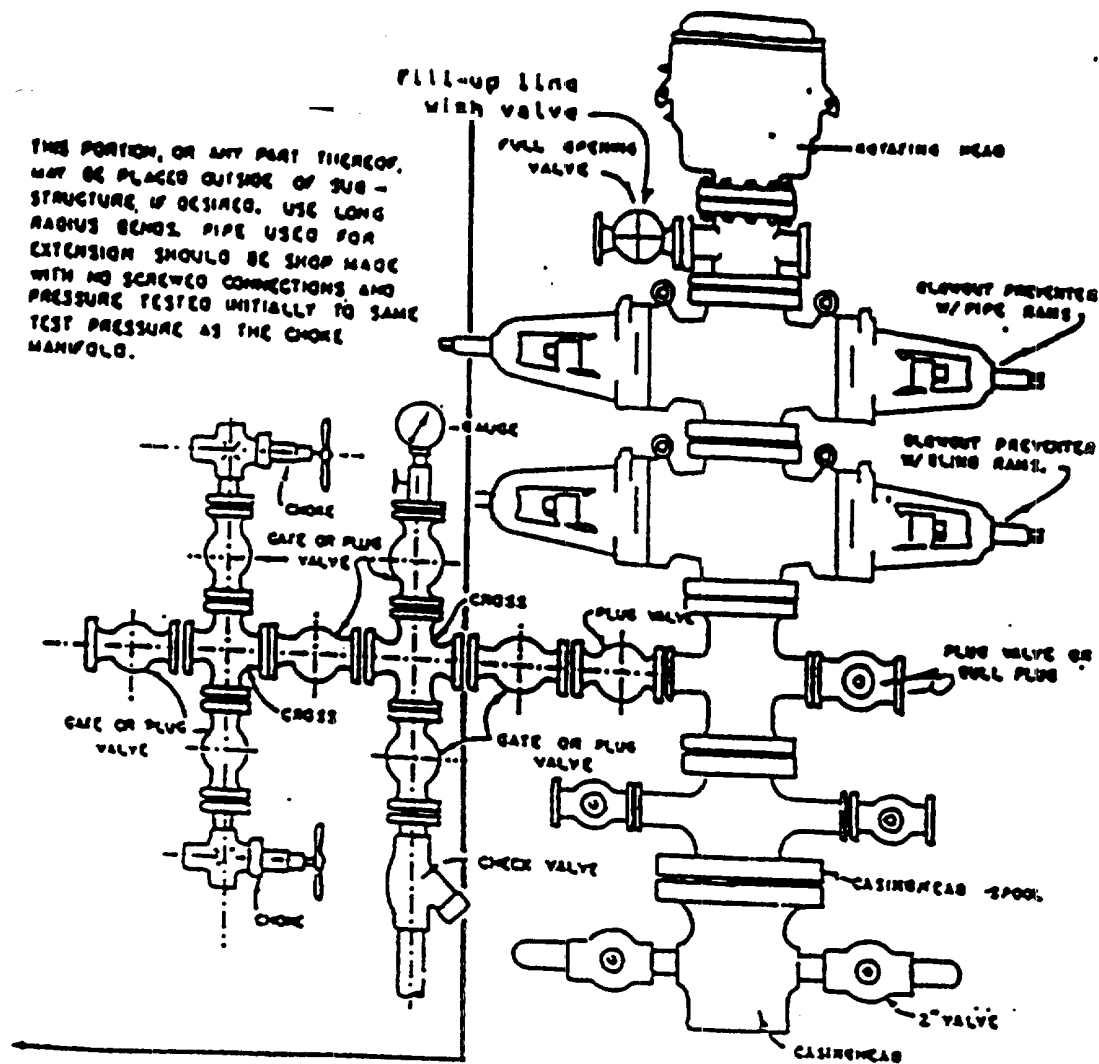 Fill-up line
with valve
FULL OPENING
VALVE
ROTATING HEAD
THIS PORTION, OR ANY PART THEREOF,
MAY BE PLACED OUTSIDE OF SUB-
STRUCTURE, IF DESIRED. USE LONG
RADIUS BENDS. PIPE USED FOR
EXTENSION SHOULD BE SHOP MADE
WITH NO SCREWED CONNECTIONS AND
PRESSURE TESTED INITIALLY TO SAME
TEST PRESSURE AS THE CHOKE
MANIFOLD.
BLOWOUT PREVENTER
W/ PIPE RAMS.
GAUGE
BLOWOUT PREVENTER
W/ BLIND RAMS.
CHOKE
GATE OR PLUG
VALVE
CROSS
PLUG VALVE
PLUG VALVE OR
BULL PLUG
CROSS
GATE OR PLUG
VALVE
GATE OR PLUG
VALVE
CHECK VALVE
CASINGHEAD SPOOL
CHOKE
2" VALVE
CASINGHEAD